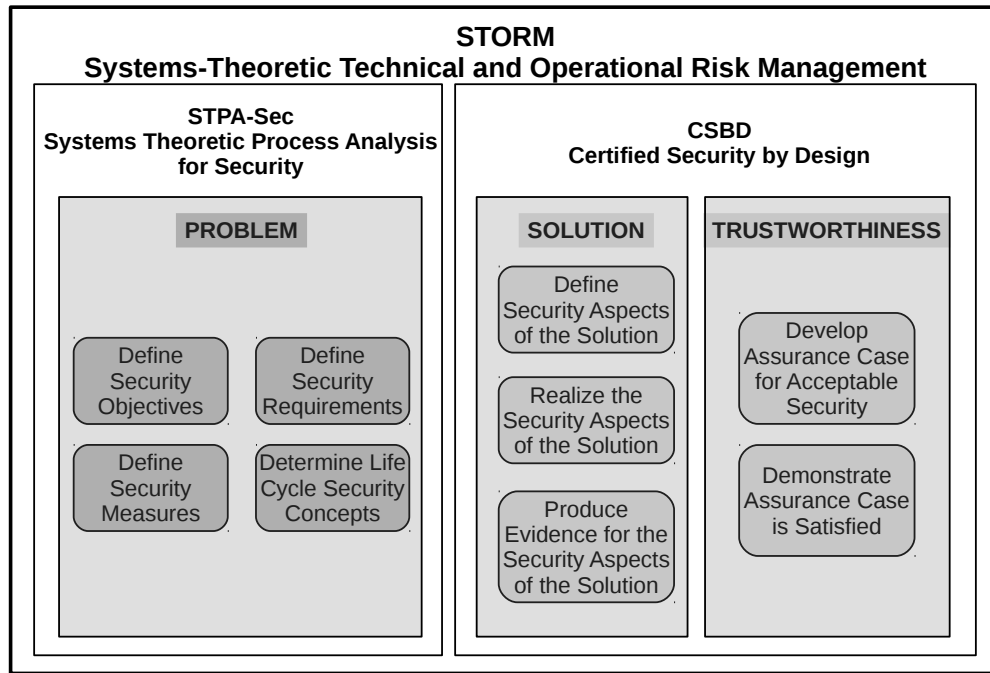 STORM
Systems-Theoretic Technical and Operational Risk Management
STPA-Sec
Systems Theoretic Process Analysis
for Security
PROBLEM
Define
Security
Objectives
Define
Security
Requirements
Define
Security
Measures
Determine Life
Cycle Security
Concepts
CSBD
Certified Security by Design
SOLUTION
Define
Security Aspects
of the Solution
Realize the
Security Aspects
of the Solution
Produce
Evidence for the
Security Aspects
of the Solution
TRUSTWORTHINESS
Develop
Assurance Case
for Acceptable
Security
Demonstrate
Assurance Case
is Satisfied